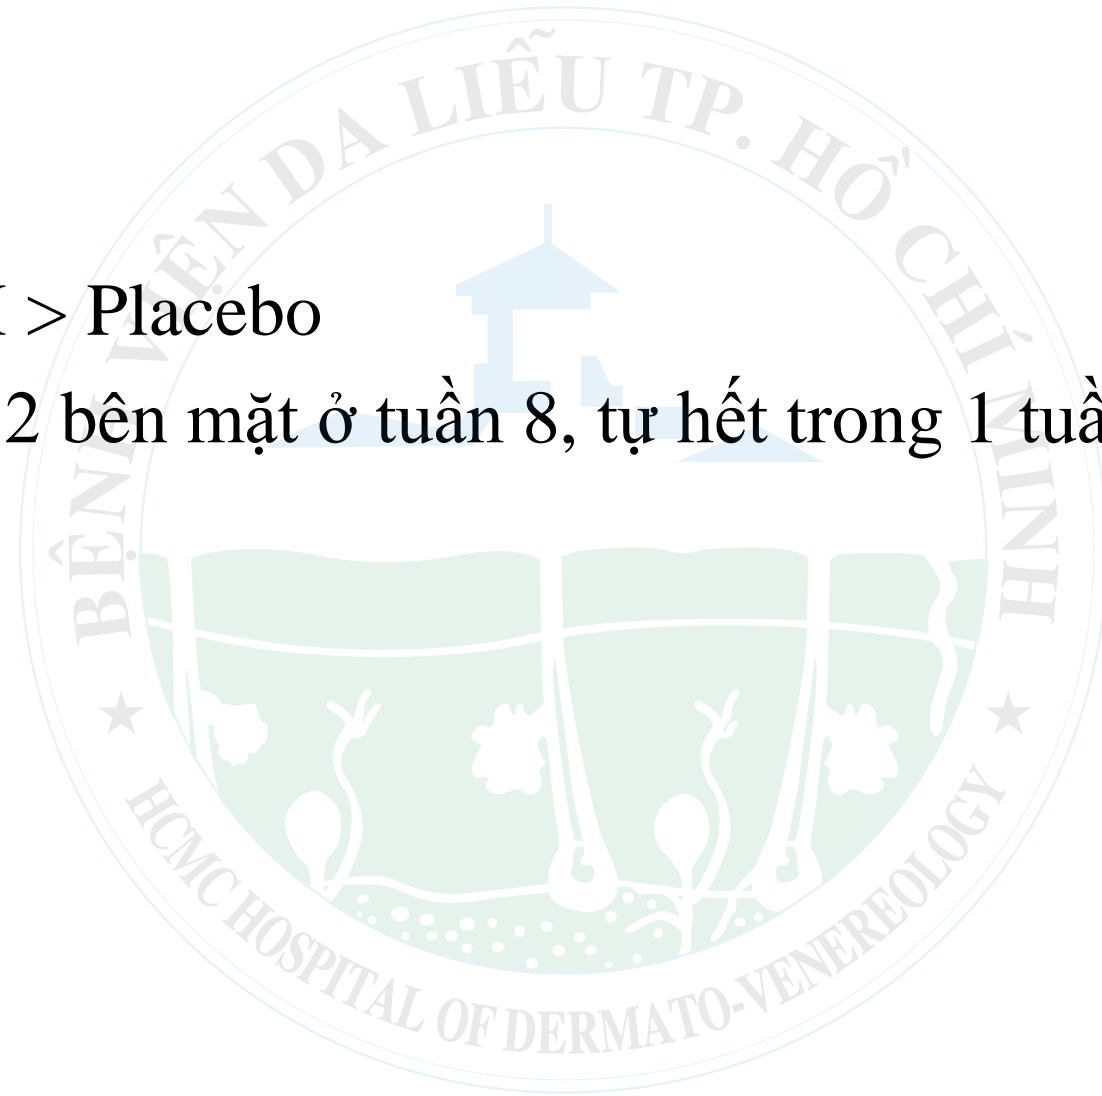 BỆNH VIỆN DA LIỄU TP. HỒ CHÍ MINH
> Placebo
2 bên mặt ở tuần 8, tự hết trong 1
HCMC HOSPITAL OF DERMATO-VENEREOLOGY